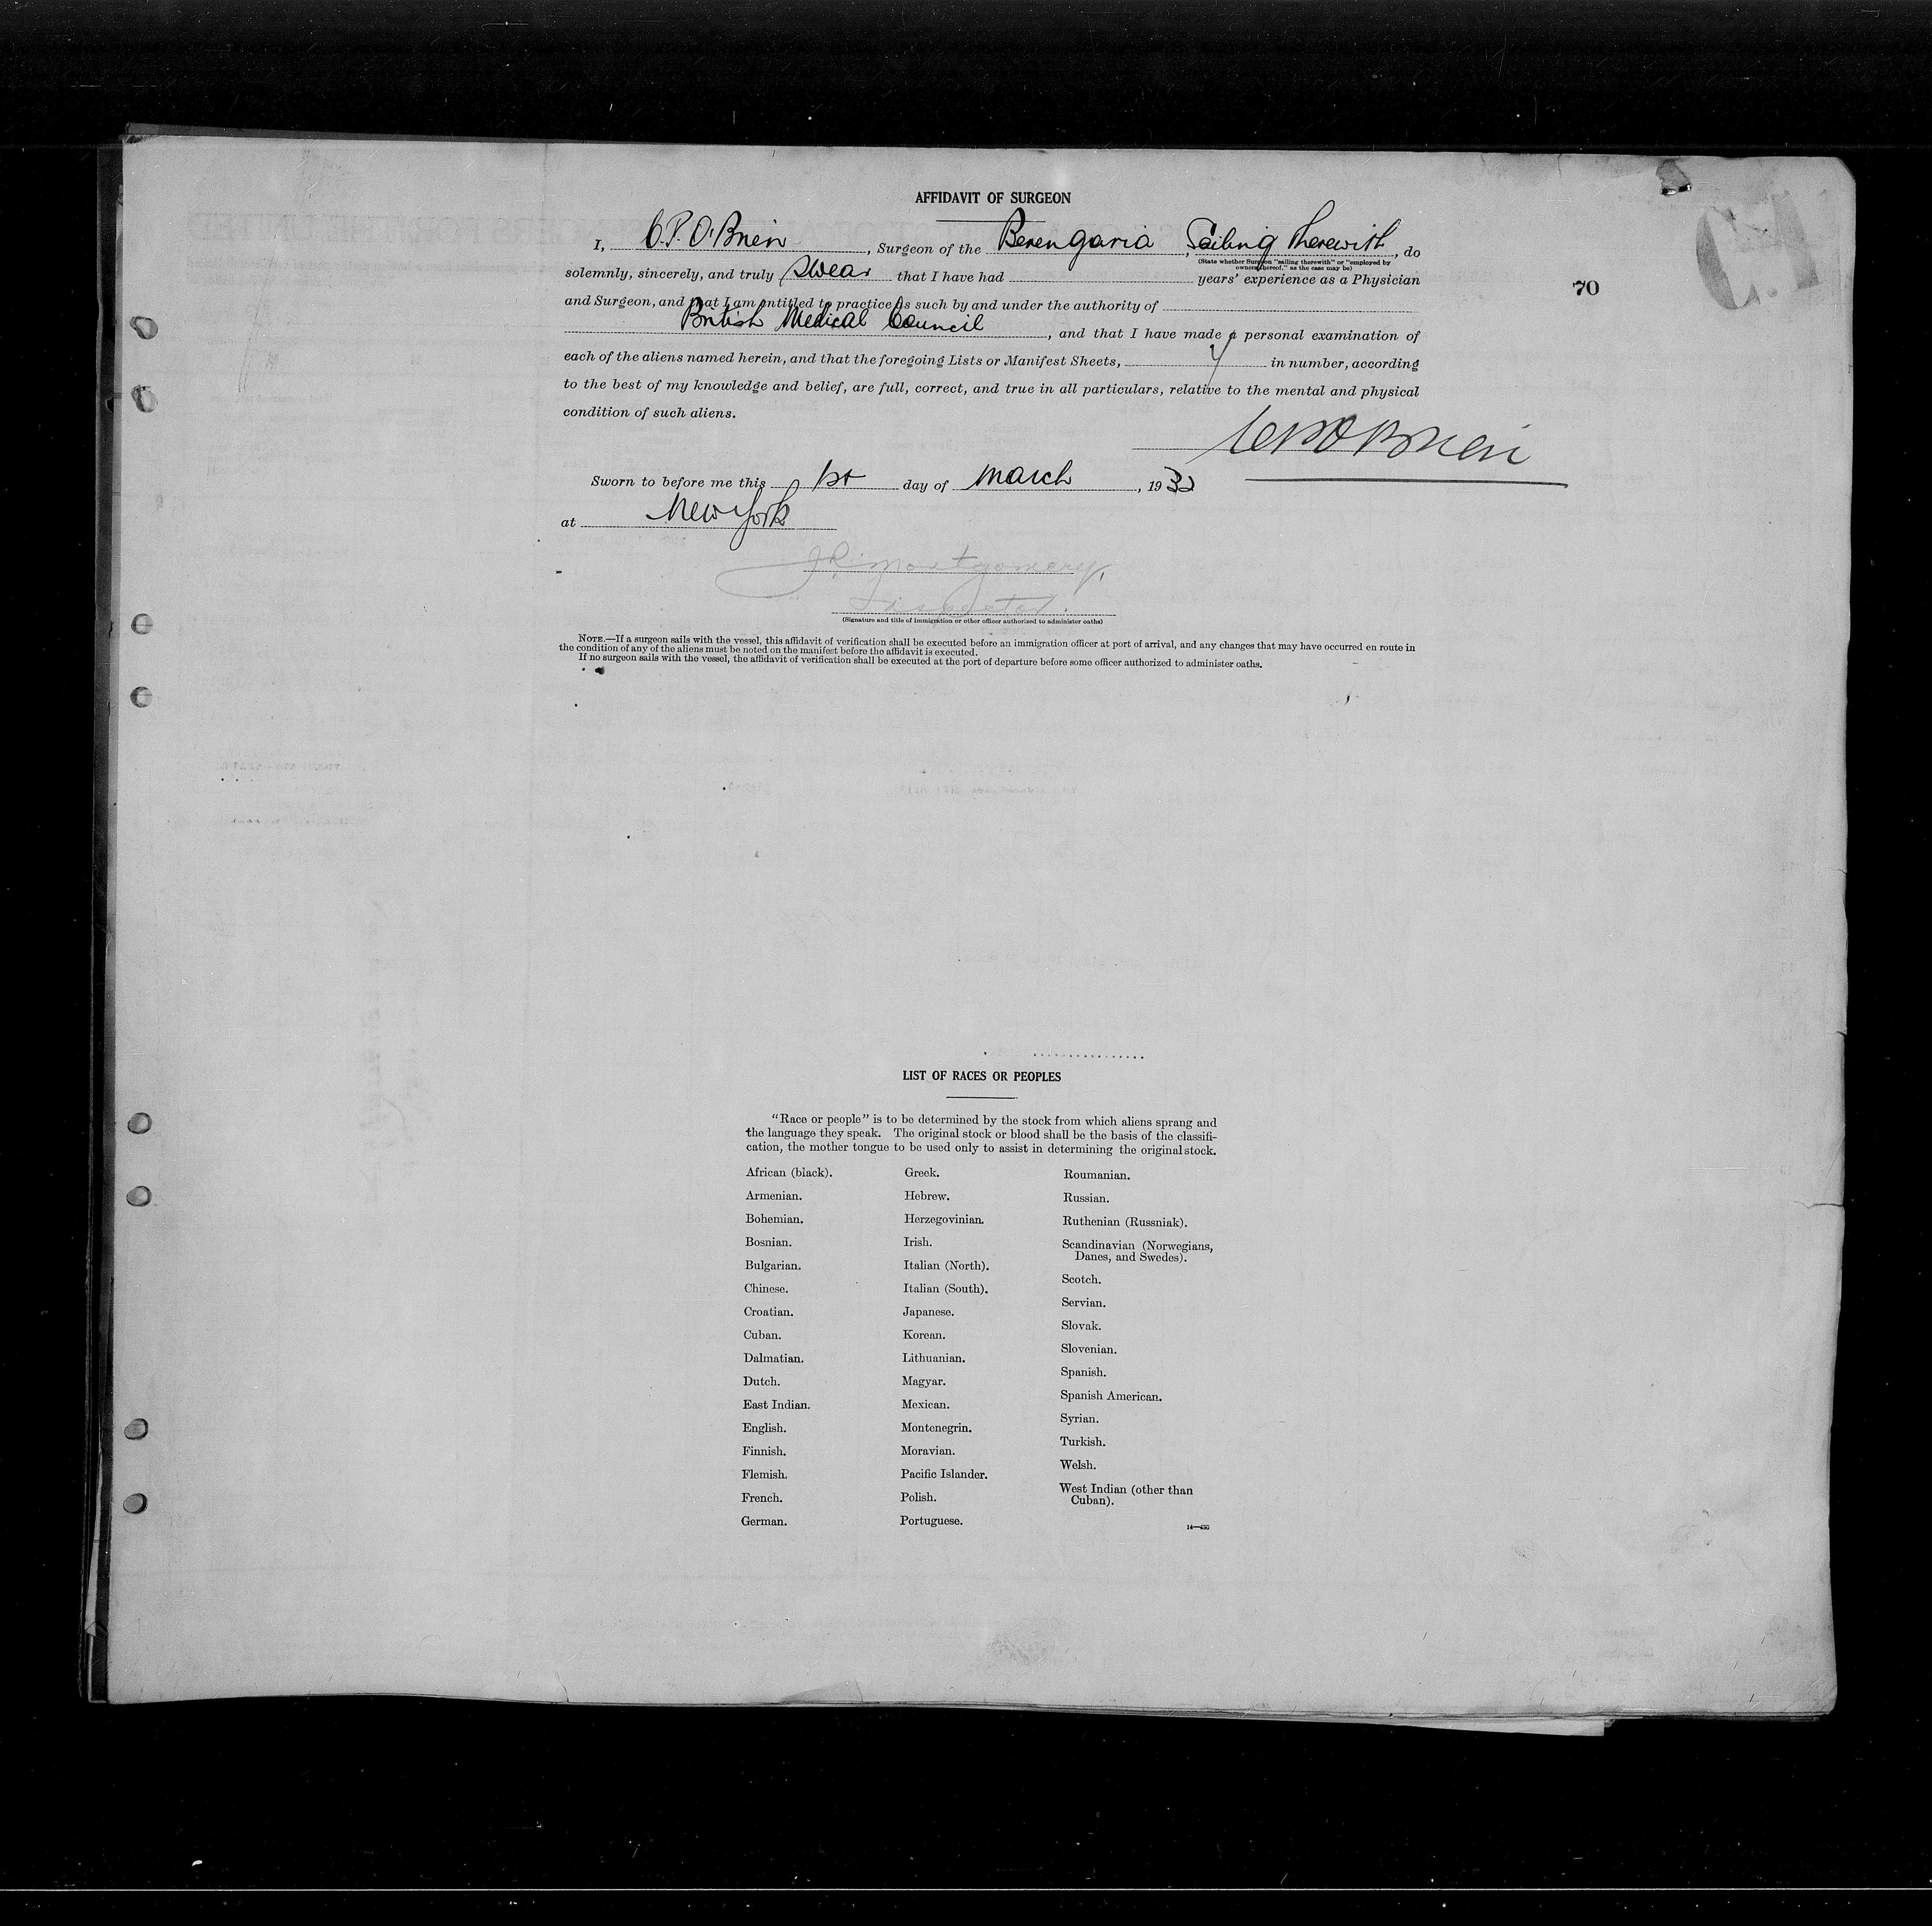 AFFIDAVIT OF SURGEON
I, C.P. O'Brien, Surgeon of the Berengaria, Sailing therewith, do
(State whether Surgeon "sailing therewith" or "employed by
owners thereof," as the case may be)
solemnly, sincerely, and truly swear that I have had years' experience as a Physician
70
and Surgeon, and that I am entitled to practice as such by and under the authority of
British Medical Council, and that I have made a personal examination of
each of the aliens named herein, and that the foregoing Lists or Manifest Sheets, in number, according
to the best of my knowledge and belief, are full, correct, and true in all particulars, relative to the mental and physical
condition of such aliens.
CPO'Brien
Sworn to before me this 1st day of March, 1932
at New York
J.R. Montgomery,
Inspector.
(Signature and title of immigration or other officer authorized to administer oaths)
NOTE.—If a surgeon sails with the vessel, this affidavit of verification shall be executed before an immigration officer at port of arrival, and any changes that may have occurred en route in
the condition of any of the aliens must be noted on the manifest before the affidavit is executed.
If no surgeon sails with the vessel, the affidavit of verification shall be executed at the port of departure before some officer authorized to administer oaths.
LIST OF RACES OR PEOPLES
"Race or people" is to be determined by the stock from which aliens sprang and
the language they speak. The original stock or blood shall be the basis of the classifi-
cation, the mother tongue to be used only to assist in determining the original stock.
African (black).
Armenian.
Bohemian.
Bosnian.
Bulgarian.
Chinese.
Croatian.
Cuban.
Dalmatian.
Dutch.
East Indian.
English.
Finnish.
Flemish.
French.
German.
Greek.
Hebrew.
Herzegovinian.
Irish.
Italian (North).
Italian (South).
Japanese.
Korean.
Lithuanian.
Magyar.
Mexican.
Montenegrin.
Moravian.
Pacific Islander.
Polish.
Portuguese.
Roumanian.
Russian.
Ruthenian (Russniak).
Scandinavian (Norwegians,
Danes, and Swedes).
Scotch.
Servian.
Slovak.
Slovenian.
Spanish.
Spanish American.
Syrian.
Turkish.
Welsh.
West Indian (other than
Cuban).